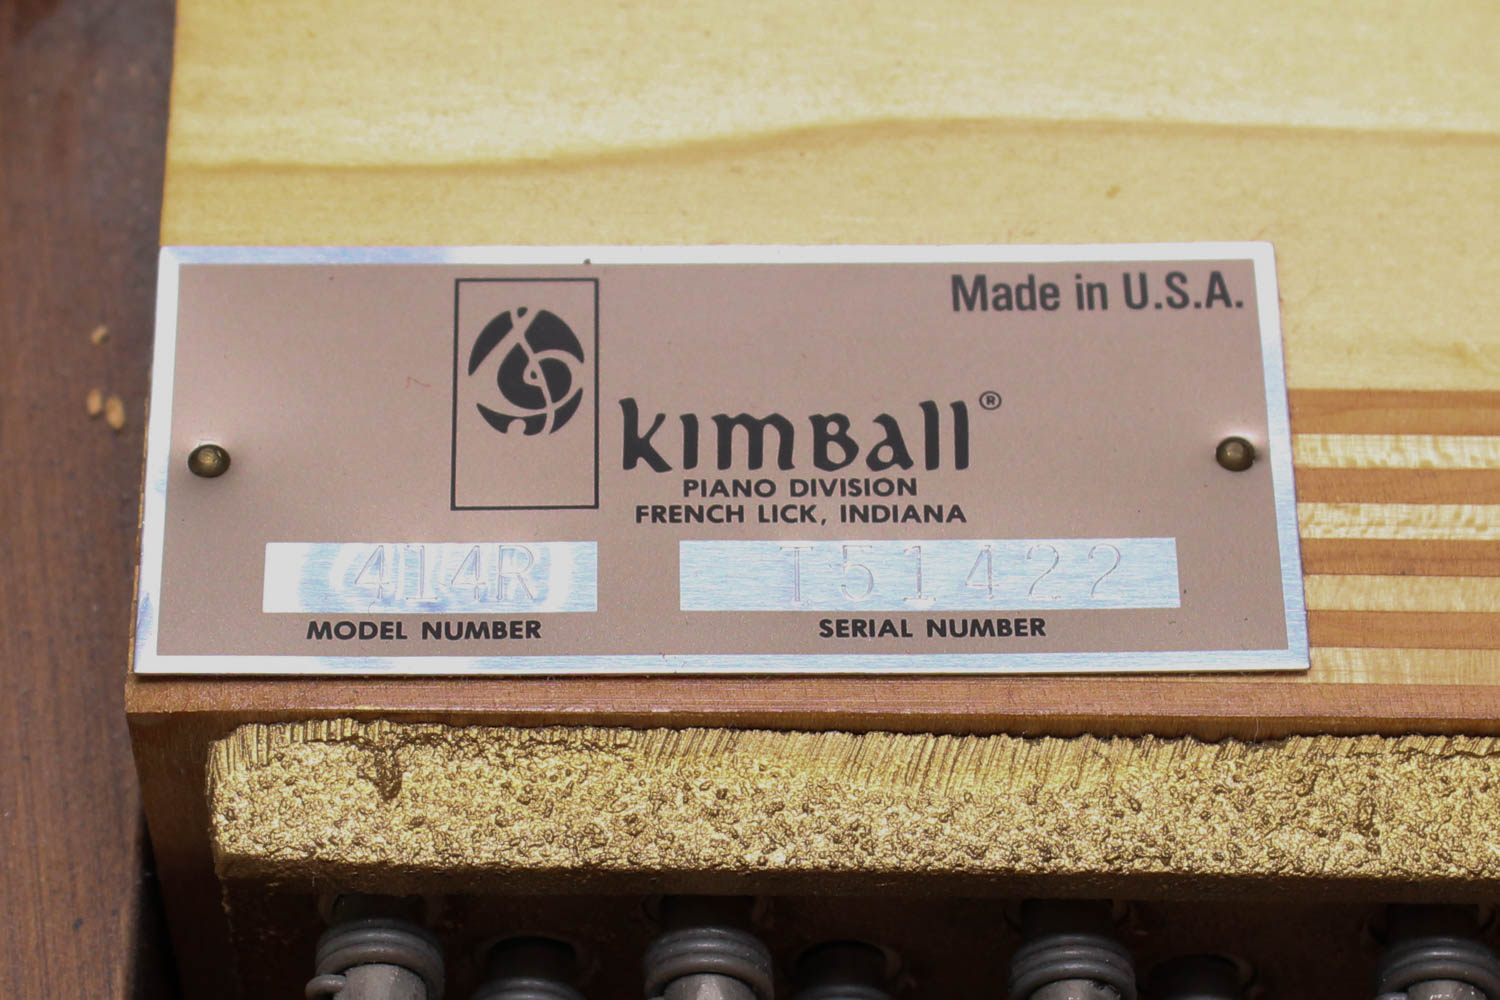 Made in U.S.A.
kimball®
PIANO DIVISION
FRENCH LICK, INDIANA
414R
MODEL NUMBER
T51422
SERIAL NUMBER